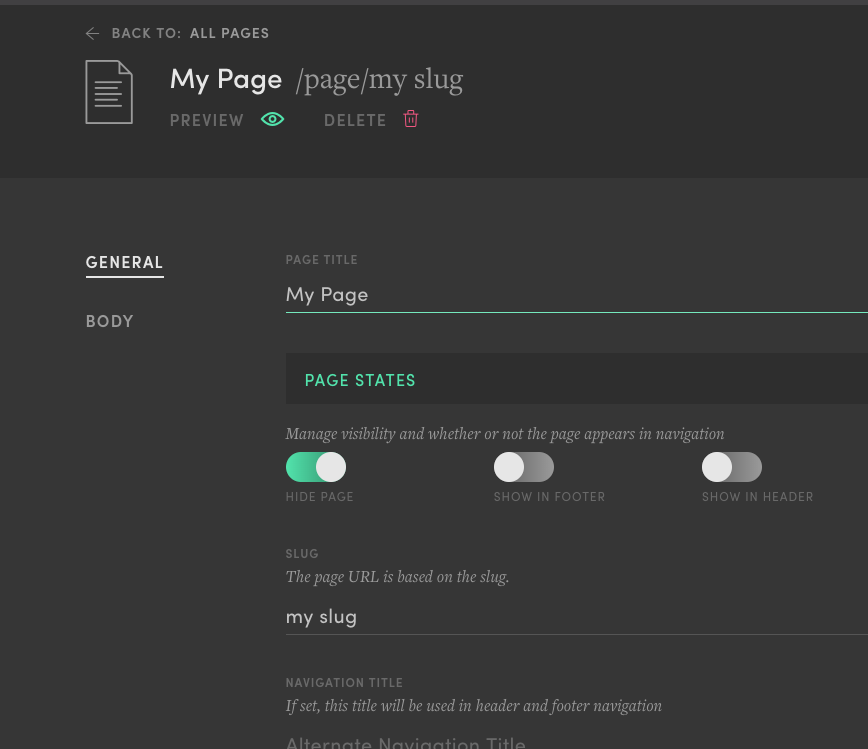 BACK TO: ALL PAGES
My Page /page/my slug
PREVIEW DELETE
GENERAL
BODY
PAGE TITLE
My Page
PAGE STATES
Manage visibility and whether or not the page appears in navigation
HIDE PAGE SHOW IN FOOTER SHOW IN HEADER
SLUG
The page URL is based on the slug.
my slug
NAVIGATION TITLE
If set, this title will be used in header and footer navigation
Alternate Navigation Title